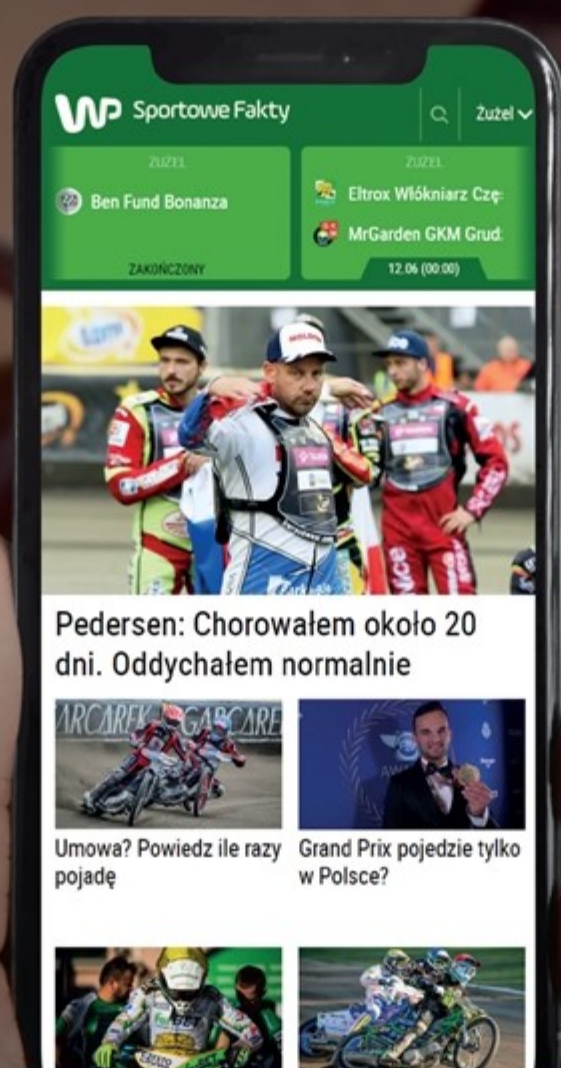 WP Sportowe Fakty
Żużel
ŻUŻEL
Ben Fund Bonanza
ZAKOŃCZONY
ŻUŻEL
Eltrox Włókniarz Czę
MrGarden GKM Grud
12.06 (00:00)
Pedersen: Chorowałem około 20
dni. Oddychałem normalnie
Umowa? Powiedz ile razy
pojadę
Grand Prix pojedzie tylko
w Polsce?